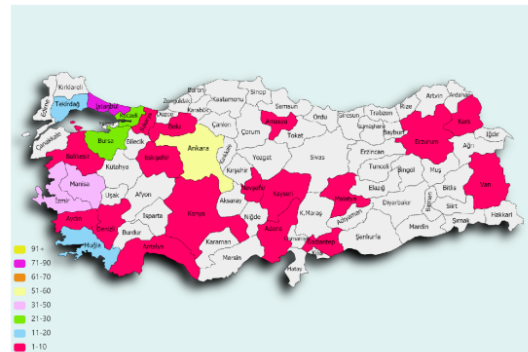 Kırklareli
Edirne
Tekirdağ
İstanbul
Kocaeli
Çanakkale
Bursa
Bilecik
Balıkesir
Kütahya
Eskişehir
Manisa
Uşak
Afyon
İzmir
Aydın
Denizli
Muğla
Burdur
Isparta
Antalya
Düzce
Bolu
Zonguldak
Bartın
Karabük
Kastamonu
Sinop
Çankırı
Ankara
Kırıkkale
Çorum
Samsun
Amasya
Tokat
Ordu
Giresun
Yozgat
Kırşehir
Sivas
Nevşehir
Kayseri
Aksaray
Niğde
Konya
Karaman
Mersin
Adana
Osmaniye
Hatay
K.Maraş
Gaziantep
Kilis
Malatya
Adıyaman
Şanlıurfa
Trabzon
Gümüşhane
Rize
Artvin
Ardahan
Bayburt
Erzurum
Kars
Iğdır
Ağrı
Erzincan
Tunceli
Bingöl
Muş
Elazığ
Diyarbakır
Batman
Bitlis
Siirt
Van
Mardin
Şırnak
Hakkari
91+
71-90
61-70
51-60
31-50
21-30
11-20
1-10